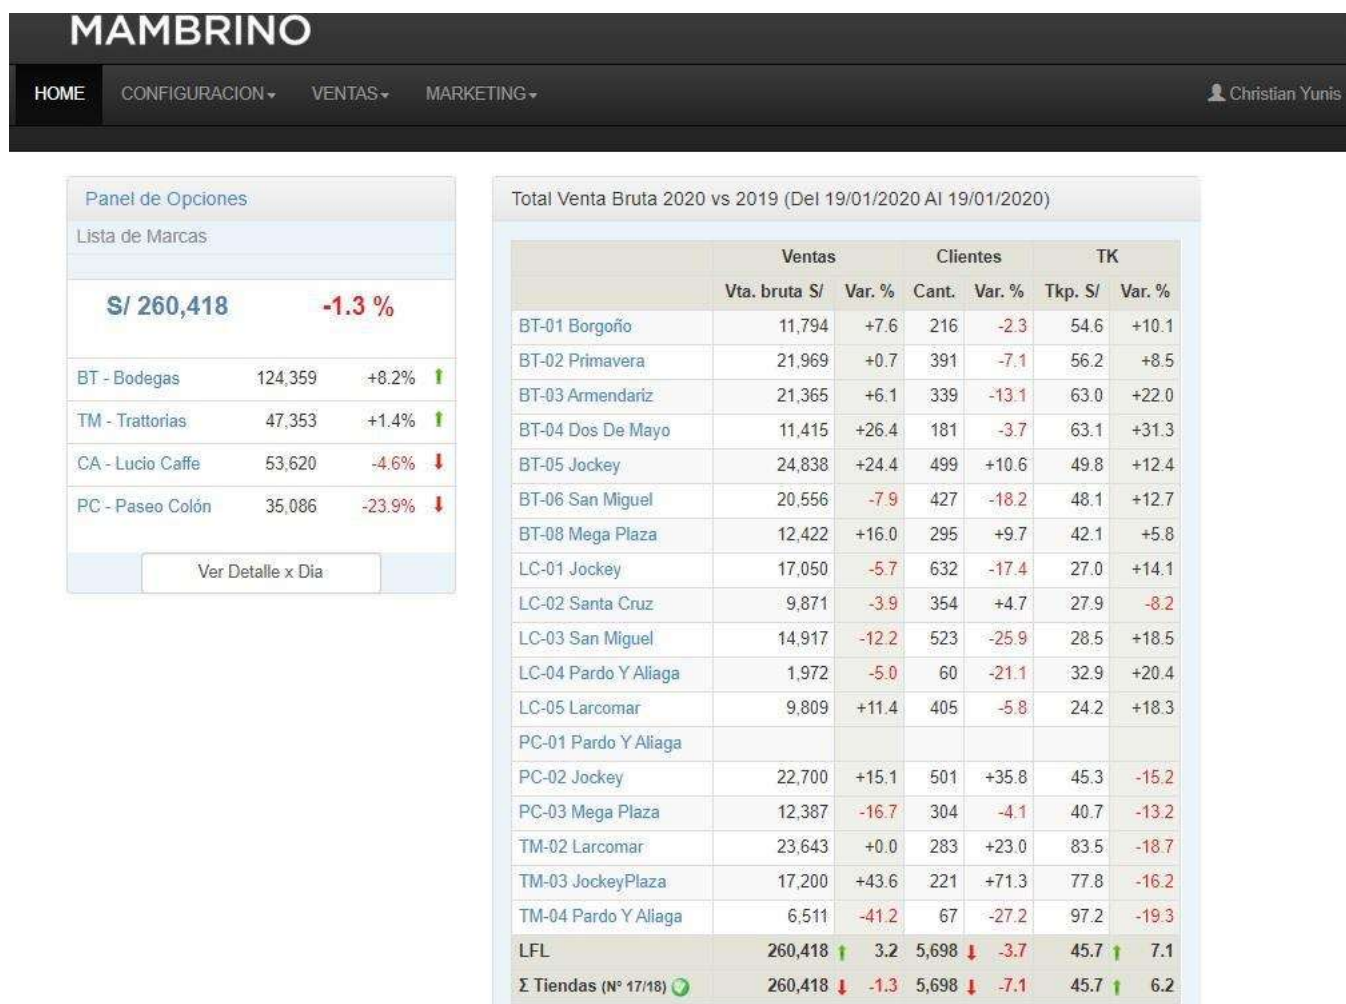 MAMBRINO
HOME CONFIGURACION VENTAS MARKETING Christian Yunis
Panel de Opciones
Lista de Marcas
S/ 260,418 -1.3 %
BT - Bodegas 124,359 +8.2%
TM - Trattorias 47,353 +1.4%
CA - Lucio Caffe 53,620 -4.6%
PC - Paseo Colón 35,086 -23.9%
Ver Detalle x Dia
Total Venta Bruta 2020 vs 2019 (Del 19/01/2020 Al 19/01/2020)
Ventas Clientes TK
Vta. bruta S/ Var. % Cant. Var. % Tkp. S/ Var. %
BT-01 Borgoño 11,794 +7.6 216 -2.3 54.6 +10.1
BT-02 Primavera 21,969 +0.7 391 -7.1 56.2 +8.5
BT-03 Armendariz 21,365 +6.1 339 -13.1 63.0 +22.0
BT-04 Dos De Mayo 11,415 +26.4 181 -3.7 63.1 +31.3
BT-05 Jockey 24,838 +24.4 499 +10.6 49.8 +12.4
BT-06 San Miguel 20,556 -7.9 427 -18.2 48.1 +12.7
BT-08 Mega Plaza 12,422 +16.0 295 +9.7 42.1 +5.8
LC-01 Jockey 17,050 -5.7 632 -17.4 27.0 +14.1
LC-02 Santa Cruz 9,871 -3.9 354 +4.7 27.9 -8.2
LC-03 San Miguel 14,917 -12.2 523 -25.9 28.5 +18.5
LC-04 Pardo Y Aliaga 1,972 -5.0 60 -21.1 32.9 +20.4
LC-05 Larcomar 9,809 +11.4 405 -5.8 24.2 +18.3
PC-01 Pardo Y Aliaga
PC-02 Jockey 22,700 +15.1 501 +35.8 45.3 -15.2
PC-03 Mega Plaza 12,387 -16.7 304 -4.1 40.7 -13.2
TM-02 Larcomar 23,643 +0.0 283 +23.0 83.5 -18.7
TM-03 JockeyPlaza 17,200 +43.6 221 +71.3 77.8 -16.2
TM-04 Pardo Y Aliaga 6,511 -41.2 67 -27.2 97.2 -19.3
LFL 260,418 3.2 5,698 -3.7 45.7 7.1
Σ Tiendas (N° 17/18) 260,418 -1.3 5,698 -7.1 45.7 6.2